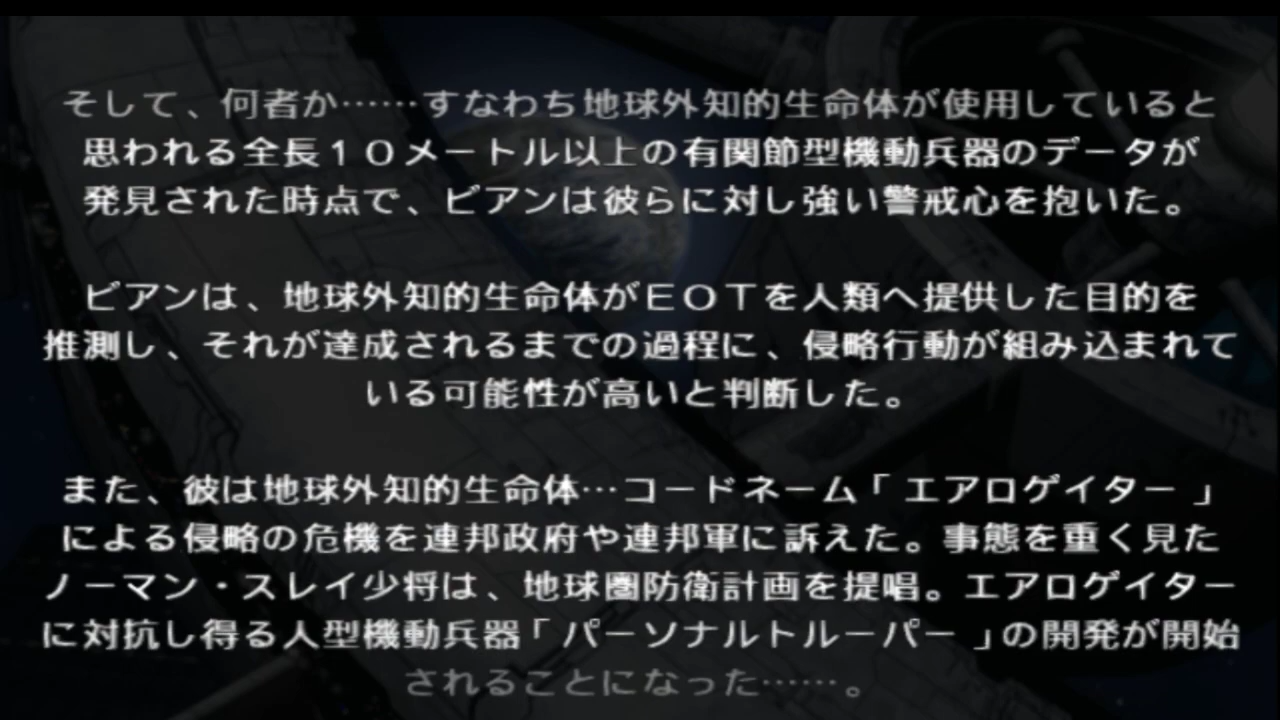 そして、何者か……すなわち地球外知的生命体が使用していると
思われる全長１０メートル以上の有関節型機動兵器のデータが
発見された時点で、ビアンは彼らに対し強い警戒心を抱いた。
ビアンは、地球外知的生命体がＥＯＴを人類へ提供した目的を
推測し、それが達成されるまでの過程に、侵略行動が組み込まれて
いる可能性が高いと判断した。
また、彼は地球外知的生命体…コードネーム「エアロゲイター」
による侵略の危機を連邦政府や連邦軍に訴えた。事態を重く見た
ノーマン・スレイ少将は、地球圏防衛計画を提唱。エアロゲイター
に対抗し得る人型機動兵器「パーソナルトルーパー」の開発が開始
されることになった……。